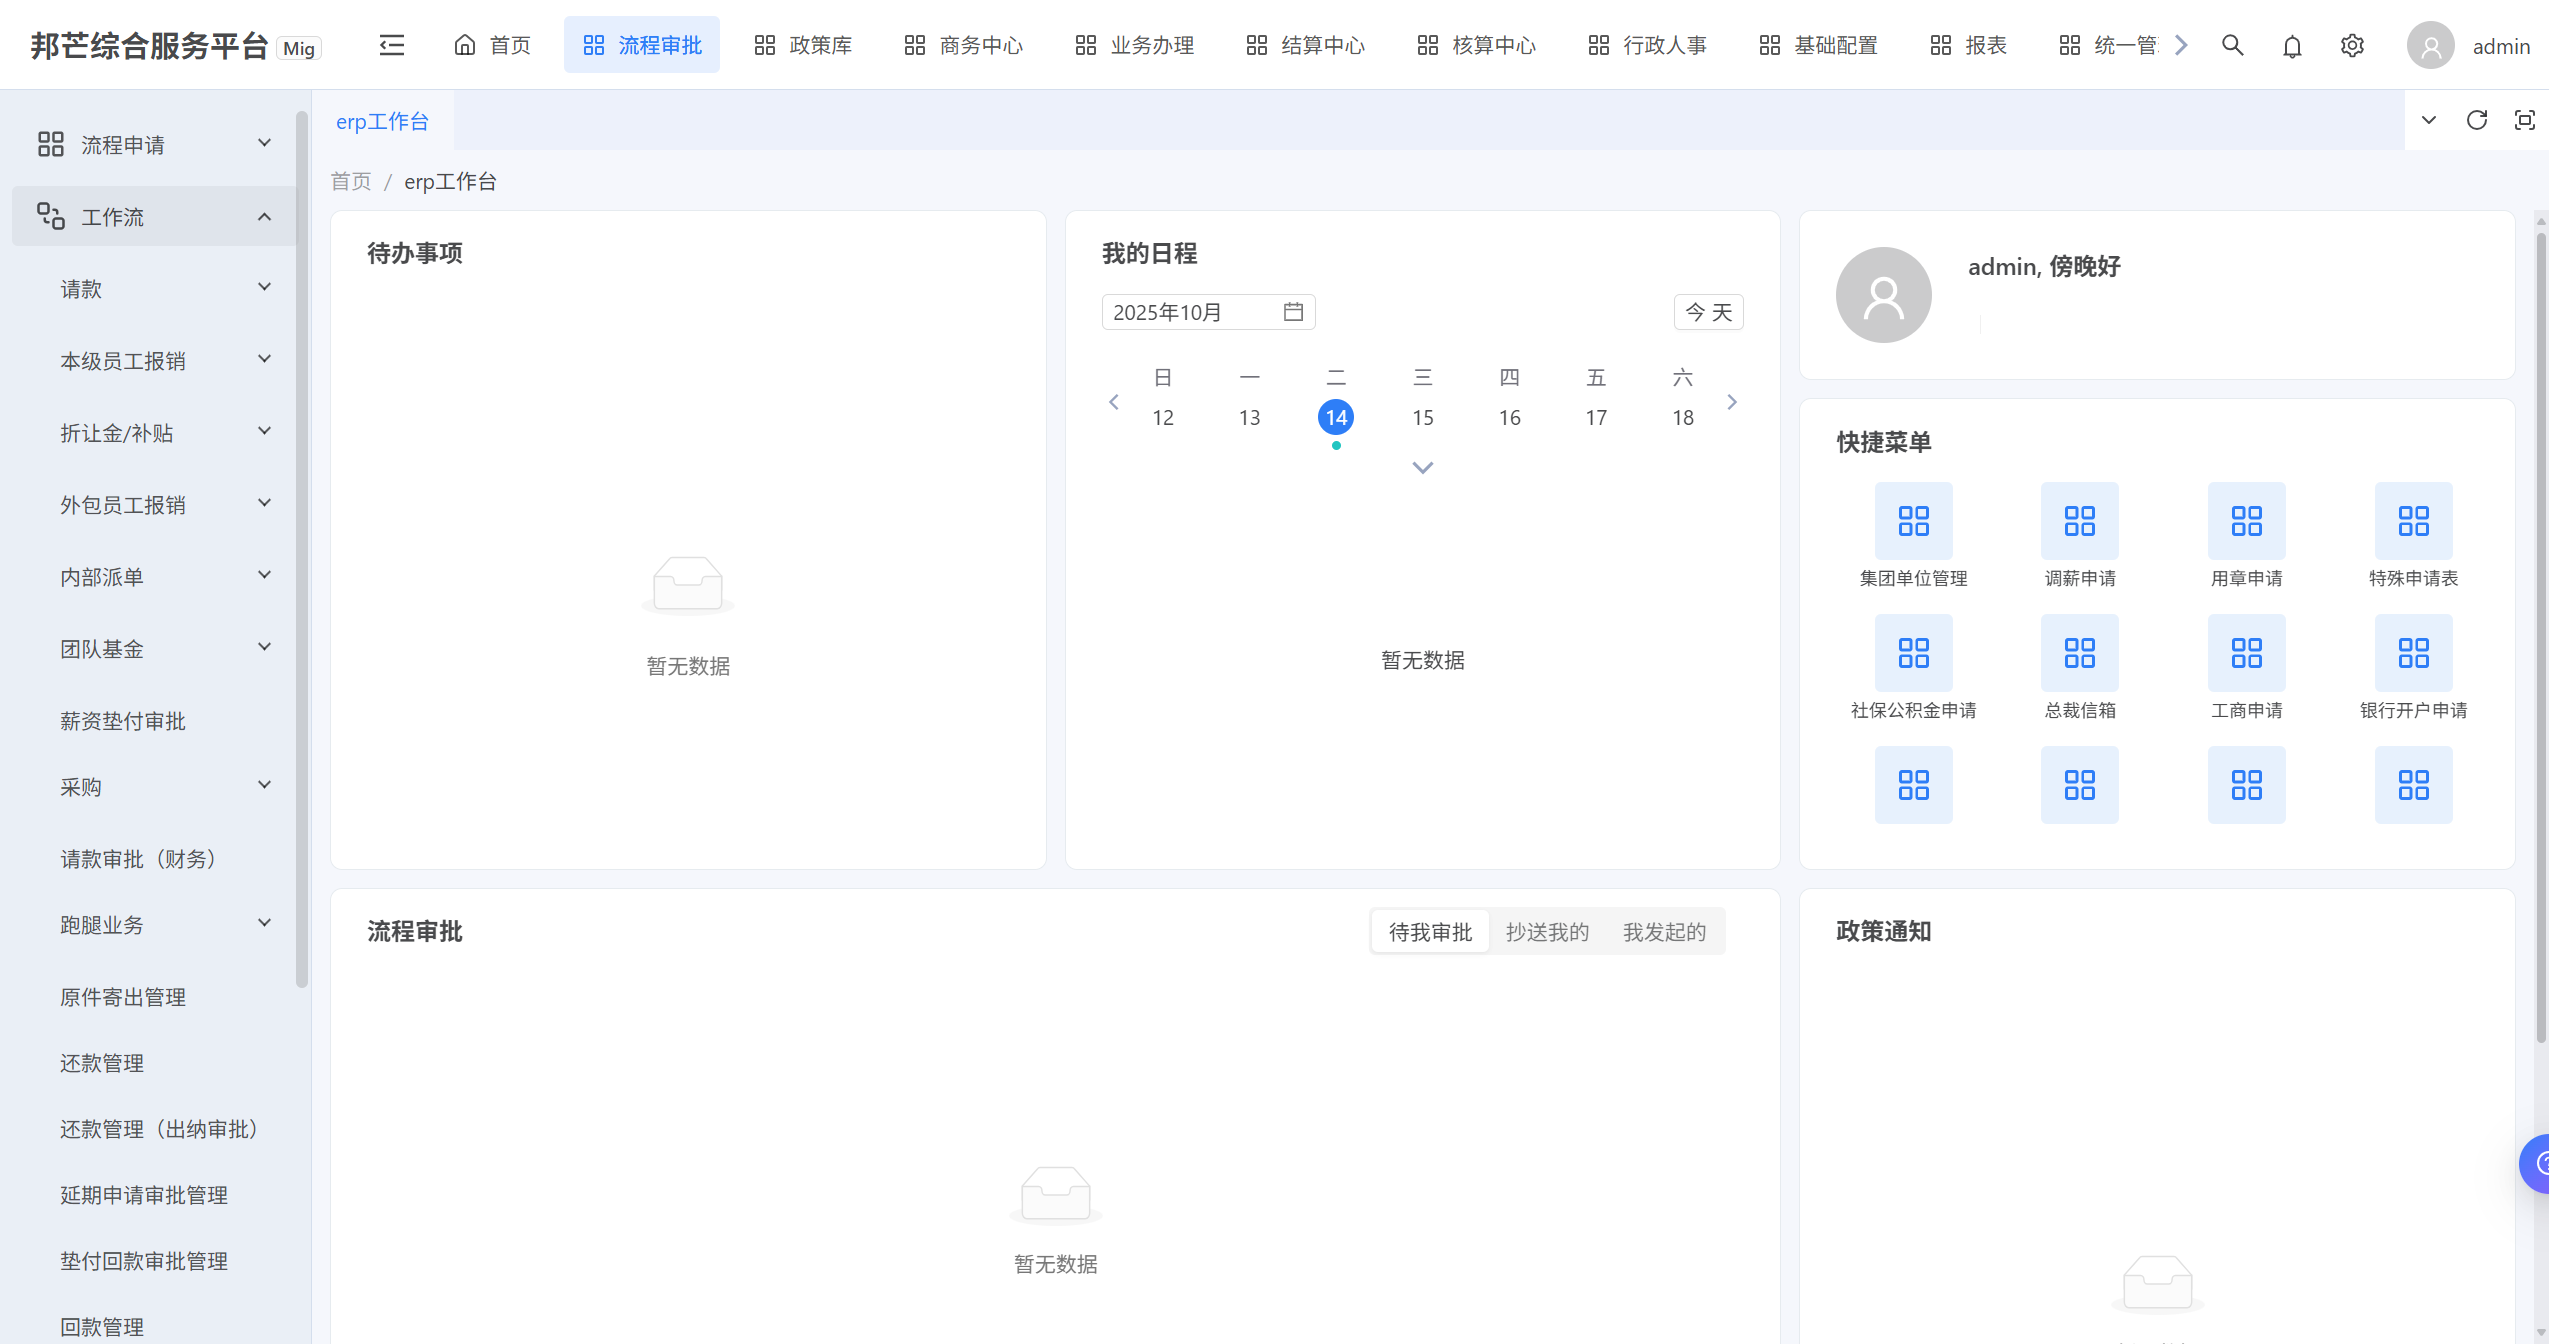 邦芒综合服务平台 Mig
首页
流程审批
政策库
商务中心
业务办理
结算中心
核算中心
行政人事
基础配置
报表
统一管
admin
流程申请
工作流
请款
本级员工报销
折让金/补贴
外包员工报销
内部派单
团队基金
薪资垫付审批
采购
请款审批（财务）
跑腿业务
原件寄出管理
还款管理
还款管理（出纳审批）
延期申请审批管理
垫付回款审批管理
回款管理
erp工作台
首页 / erp工作台
待办事项
暂无数据
我的日程
2025年10月
今 天
日 一 二 三 四 五 六
12 13 14 15 16 17 18
暂无数据
admin, 傍晚好
快捷菜单
集团单位管理 调薪申请 用章申请 特殊申请表
社保公积金申请 总裁信箱 工商申请 银行开户申请
流程审批
待我审批 抄送我的 我发起的
暂无数据
政策通知